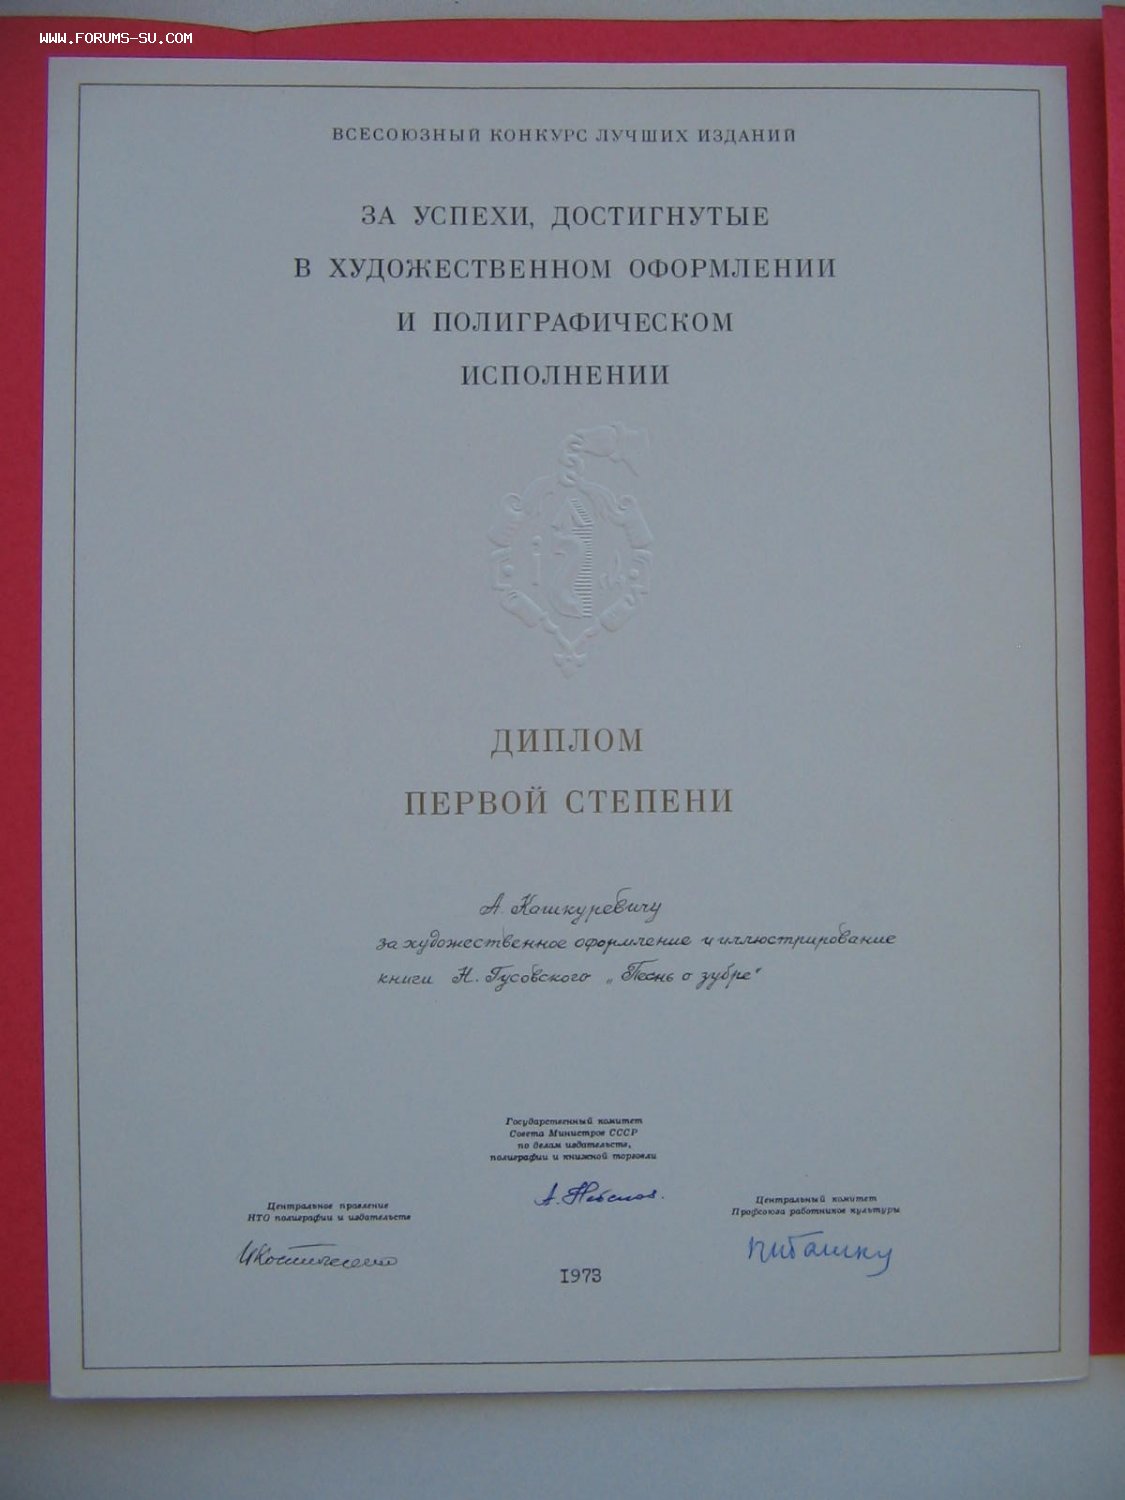 WWW.FORUMS-SU.COM
ВСЕСОЮЗНЫЙ КОНКУРС ЛУЧШИХ ИЗДАНИЙ
ЗА УСПЕХИ, ДОСТИГНУТЫЕ
В ХУДОЖЕСТВЕННОМ ОФОРМЛЕНИИ
И ПОЛИГРАФИЧЕСКОМ
ИСПОЛНЕНИИ
ДИПЛОМ
ПЕРВОЙ СТЕПЕНИ
А. Кашкуревичу
за художественное оформление и иллюстрирование
книги Н. Гусовского „Песнь о зубре"
Государственный комитет
Совета Министров СССР
по делам издательств,
полиграфии и книжной торговли
Центральное правление
НТО полиграфии и издательств
Центральный комитет
Профсоюза работников культуры
1973